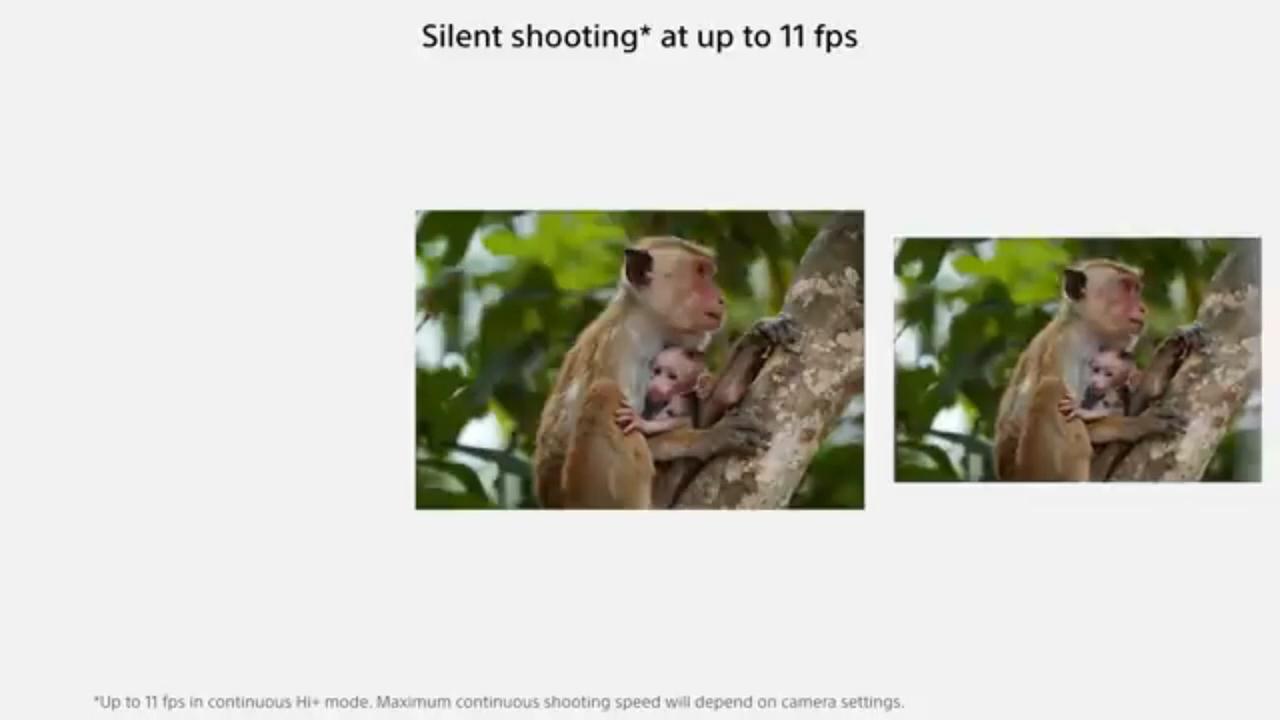 Silent shooting* at up to 11 fps
*Up to 11 fps in continuous Hi+ mode. Maximum continuous shooting speed will depend on camera settings.